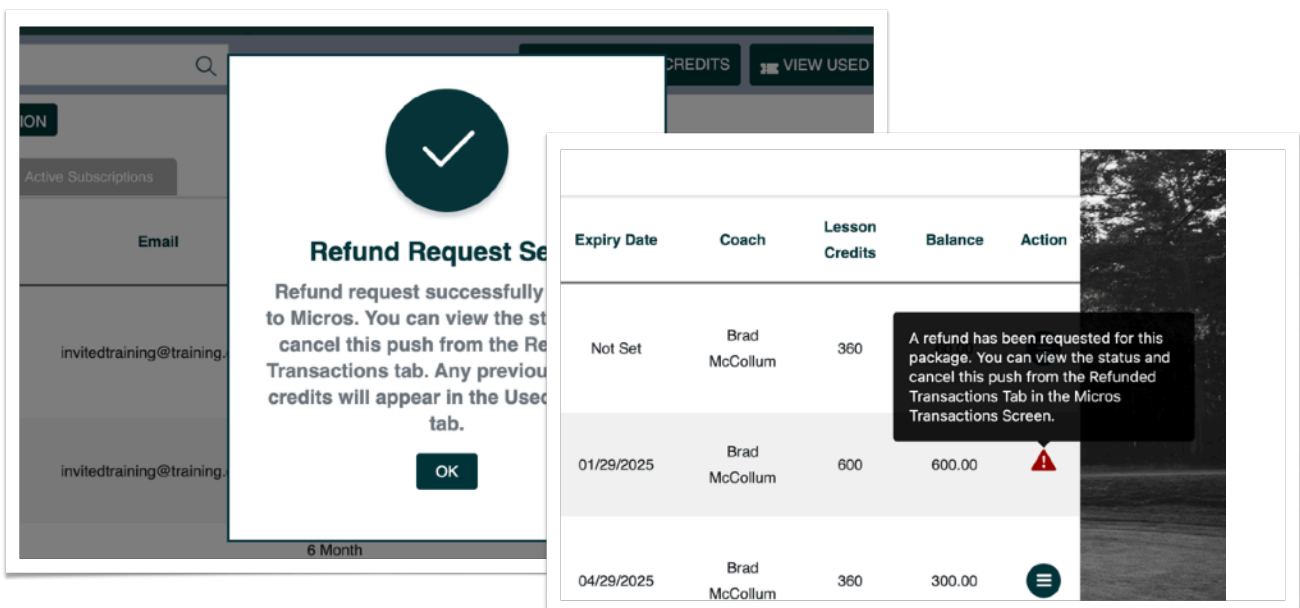 CREDITS
VIEW USED
ION
Active Subscriptions
Email
invitedtraining@training.
invitedtraining@training.
Refund Request Se
Refund request successfully
to Micros. You can view the st
cancel this push from the Re
Transactions tab. Any previou
credits will appear in the Used
tab.
OK
6 Month
Expiry Date
Coach
Lesson
Credits
Balance
Action
Not Set
Brad
McCollum
360
A refund has been requested for this
package. You can view the status and
cancel this push from the Refunded
Transactions Tab in the Micros
Transactions Screen.
01/29/2025
Brad
McCollum
600
600.00
04/29/2025
Brad
McCollum
360
300.00